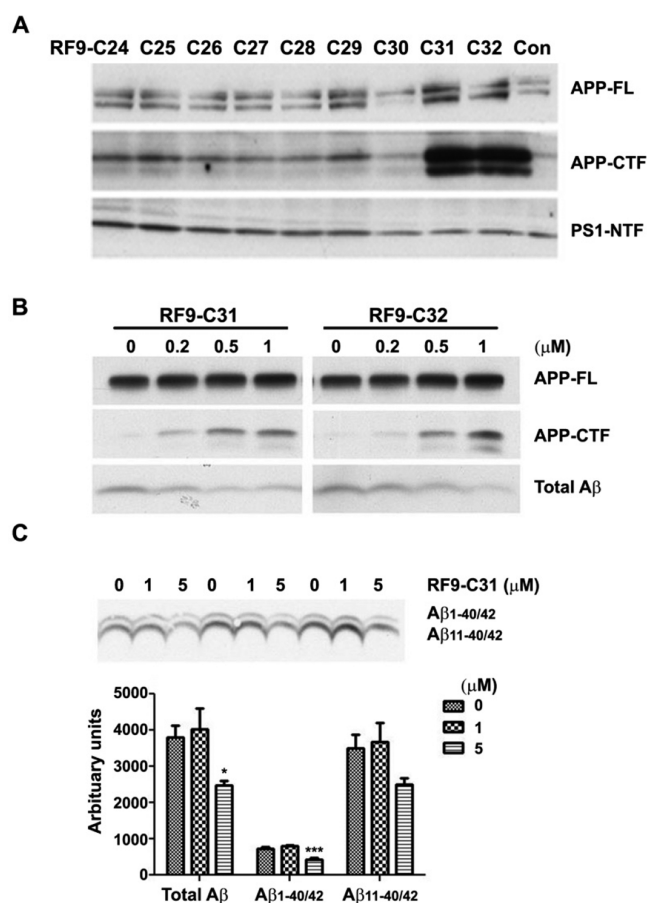 A
RF9-C24 C25 C26 C27 C28 C29 C30 C31 C32 Con
APP-FL
APP-CTF
PS1-NTF
B
RF9-C31 RF9-C32
0 0.2 0.5 1 0 0.2 0.5 1 (μM)
APP-FL
APP-CTF
Total Aβ
C
0 1 5 0 1 5 0 1 5 RF9-C31 (μM)
Aβ1-40/42
Aβ11-40/42
(μM)
0
1
5
Arbituary units
5000
4000
3000
2000
1000
0
* ***
Total Aβ Aβ1-40/42 Aβ11-40/42